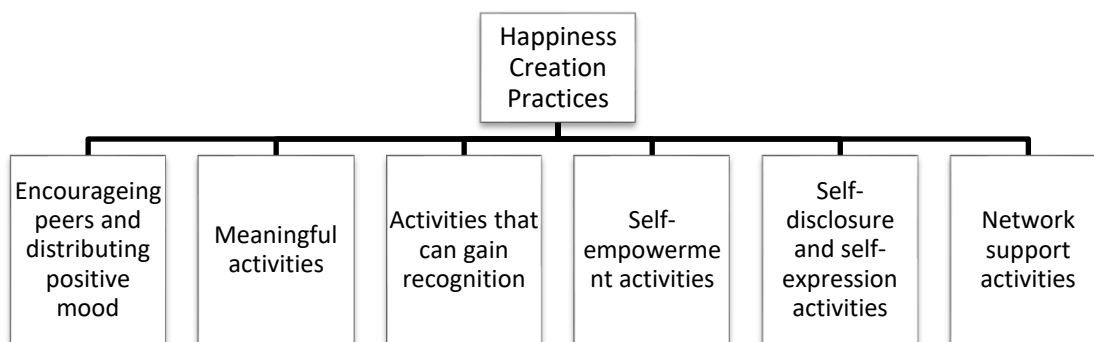 Happiness
Creation
Practices
Encourageing
peers and
distributing
positive
mood
Meaningful
activities
Activities that
can gain
recognition
Self-
empowerme
nt activities
Self-
disclosure
and self-
expression
activities
Network
support
activities